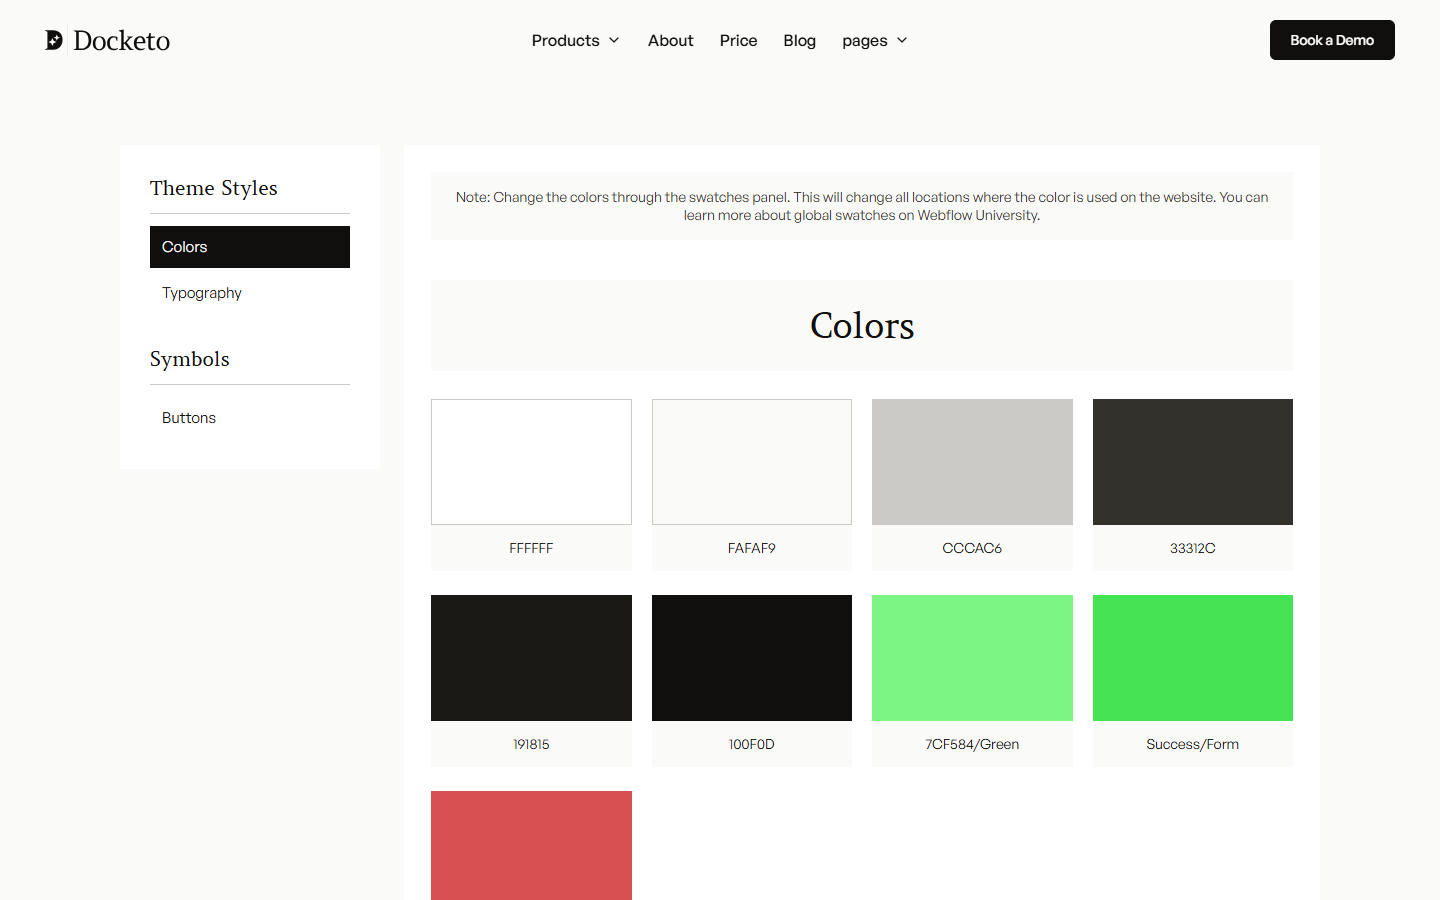 Docketo
Products
About
Price
Blog
pages
Book a Demo
Theme Styles
Colors
Typography
Symbols
Buttons
Note: Change the colors through the swatches panel. This will change all locations where the color is used on the website. You can
learn more about global swatches on Webflow University.
Colors
FFFFFF
FAFAF9
CCCAC6
33312C
191815
100F0D
7CF584/Green
Success/Form